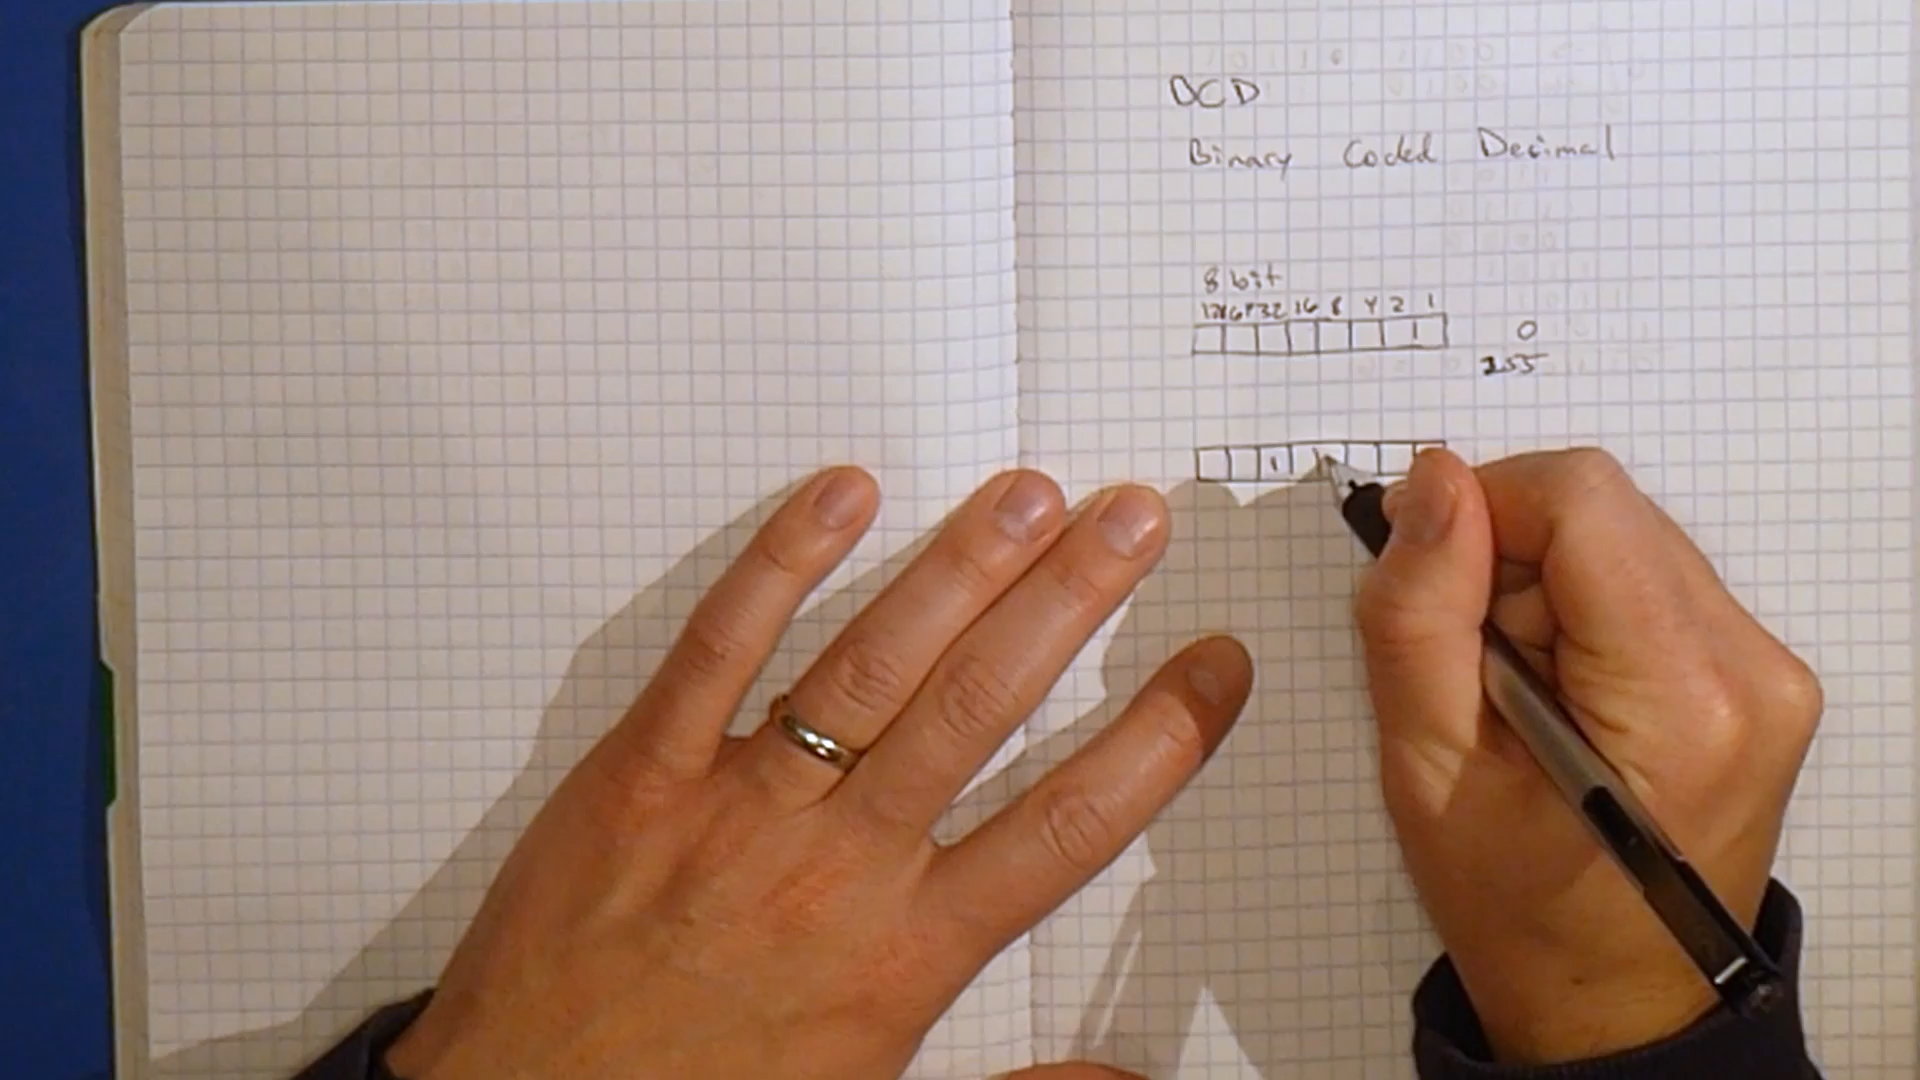 BCD
Binary Coded Decimal
8 bit
128 64 32 16 8 4 2 1
1 0
255
1